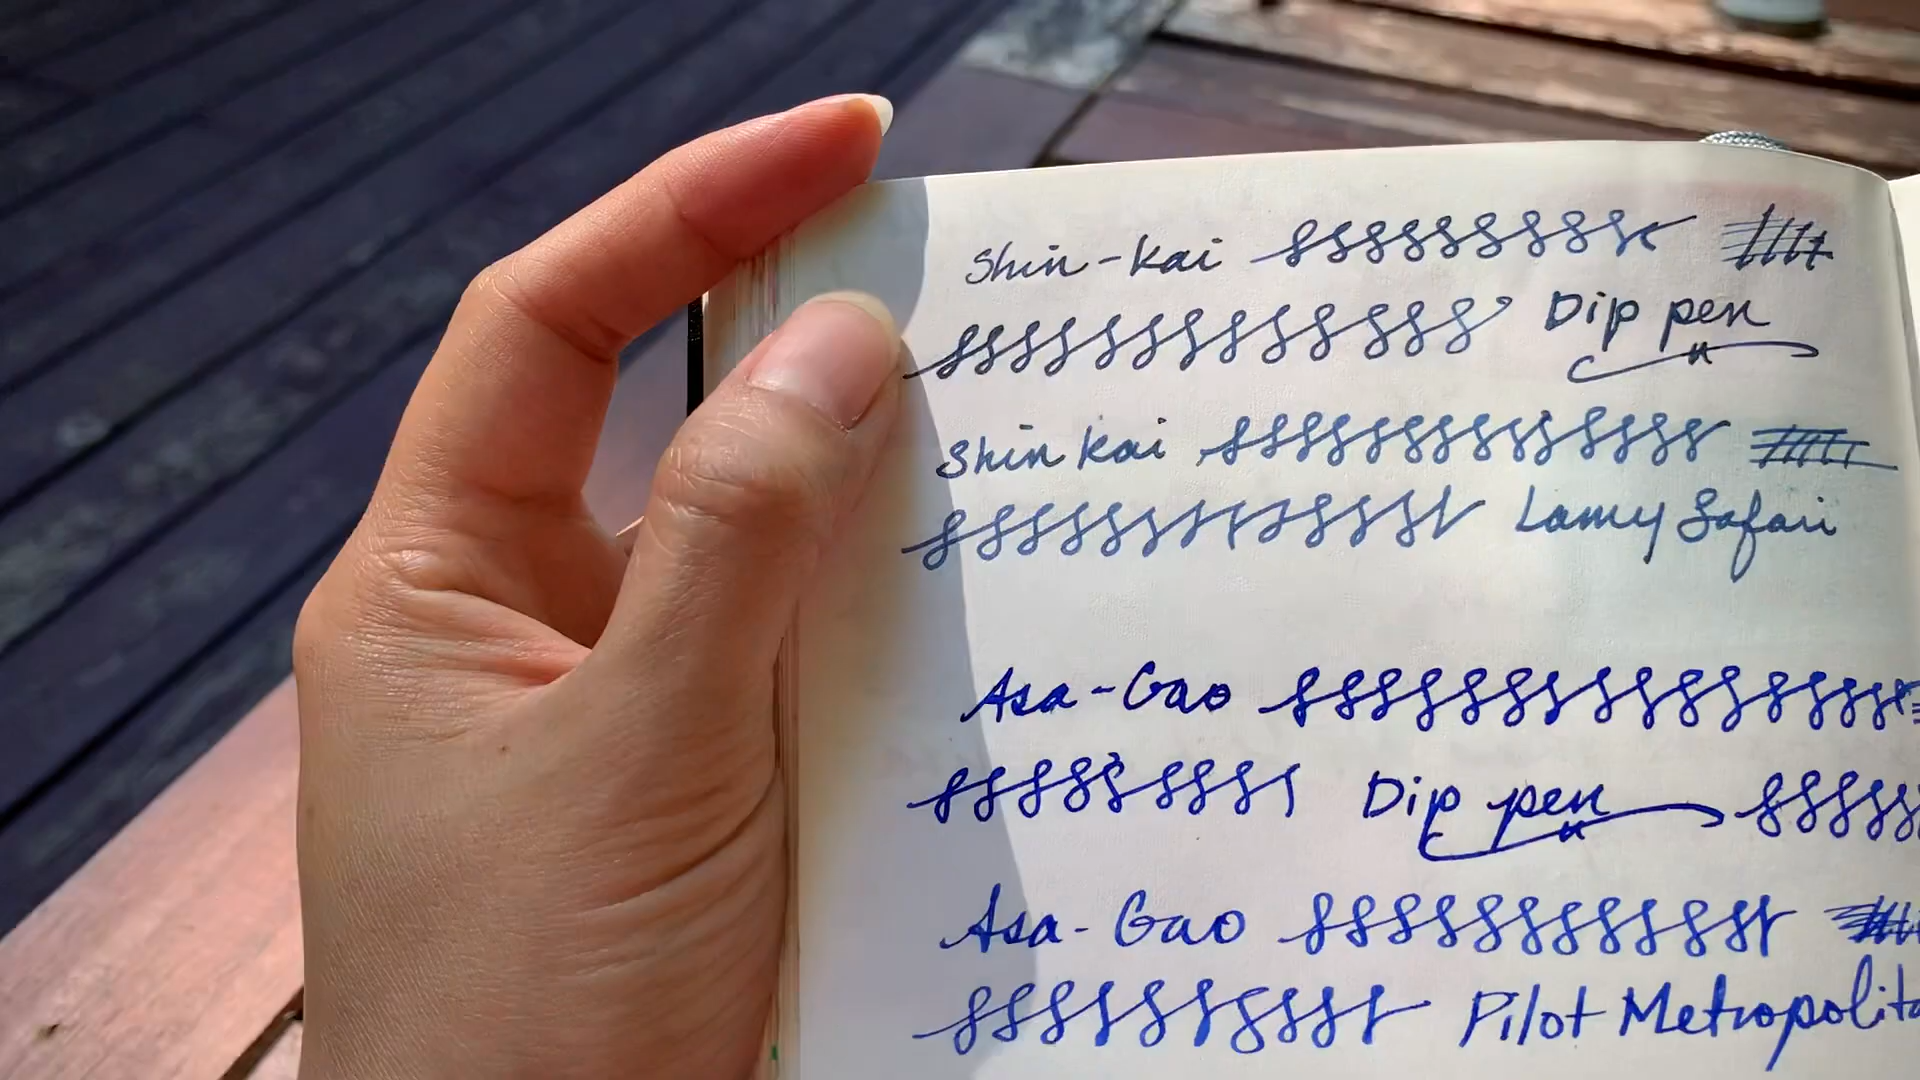 Shin-kai
Dip pen
Shin kai
Lamy Safari
Asa-Gao
Dip pen
Asa-Gao
Pilot Metropolita